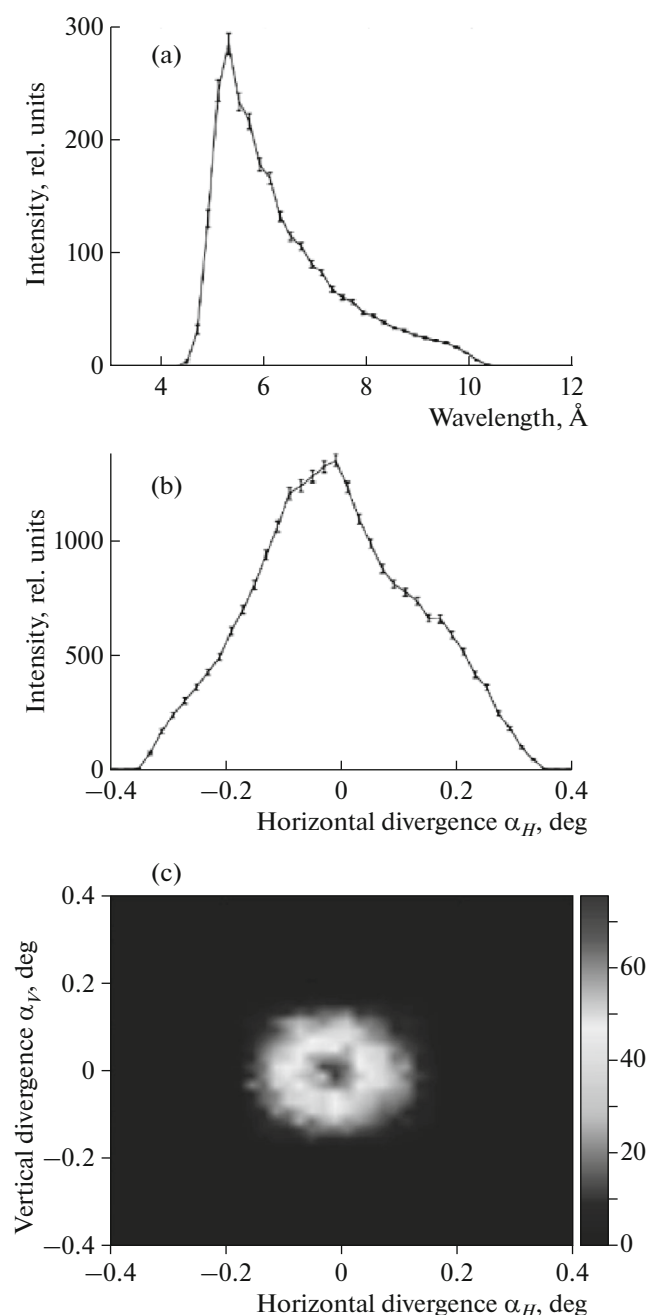 (a)
Intensity, rel. units
300
200
100
0
4 6 8 10 12
Wavelength, Å
(b)
Intensity, rel. units
1000
500
0
−0.4 −0.2 0 0.2 0.4
Horizontal divergence α_H, deg
(c)
Vertical divergence α_V, deg
0.4
0.2
0
−0.2
−0.4
60
40
20
0
−0.4 −0.2 0 0.2 0.4
Horizontal divergence α_H, deg